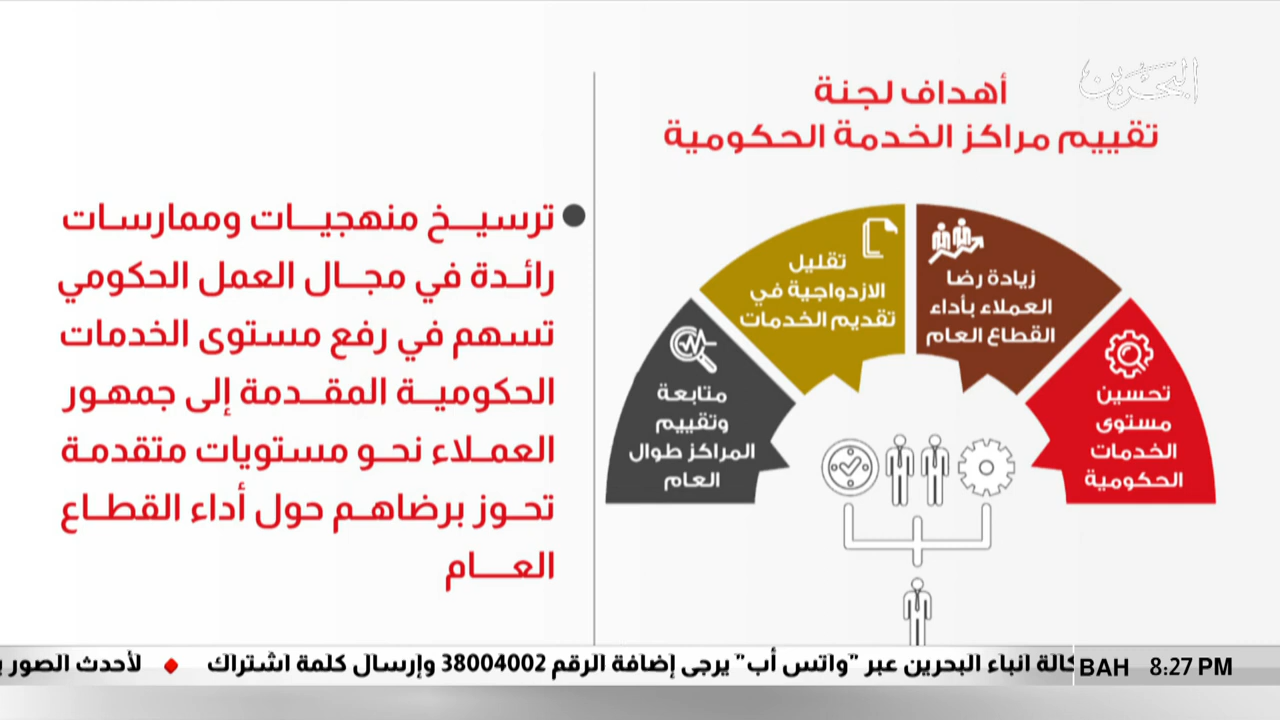 البحرين
أهداف لجنة
تقييم مراكز الخدمة الحكومية
تحسين
مستوى
الخدمات
الحكومية
زيادة رضا
العملاء بأداء
القطاع العام
تقليل
الازدواجية في
تقديم الخدمات
متابعة
وتقييم
المراكز طوال
العام
ترسيخ منهجيات وممارسات
رائدة في مجال العمل الحكومي
تسهم في رفع مستوى الخدمات
الحكومية المقدمة إلى جمهور
العملاء نحو مستويات متقدمة
تحوز برضاهم حول أداء القطاع
العام
كالة انباء البحرين عبر "واتس أب" يرجى إضافة الرقم 38004002 وإرسال كلمة اشتراك ♦ لأحدث الصور
BAH 8:27 PM